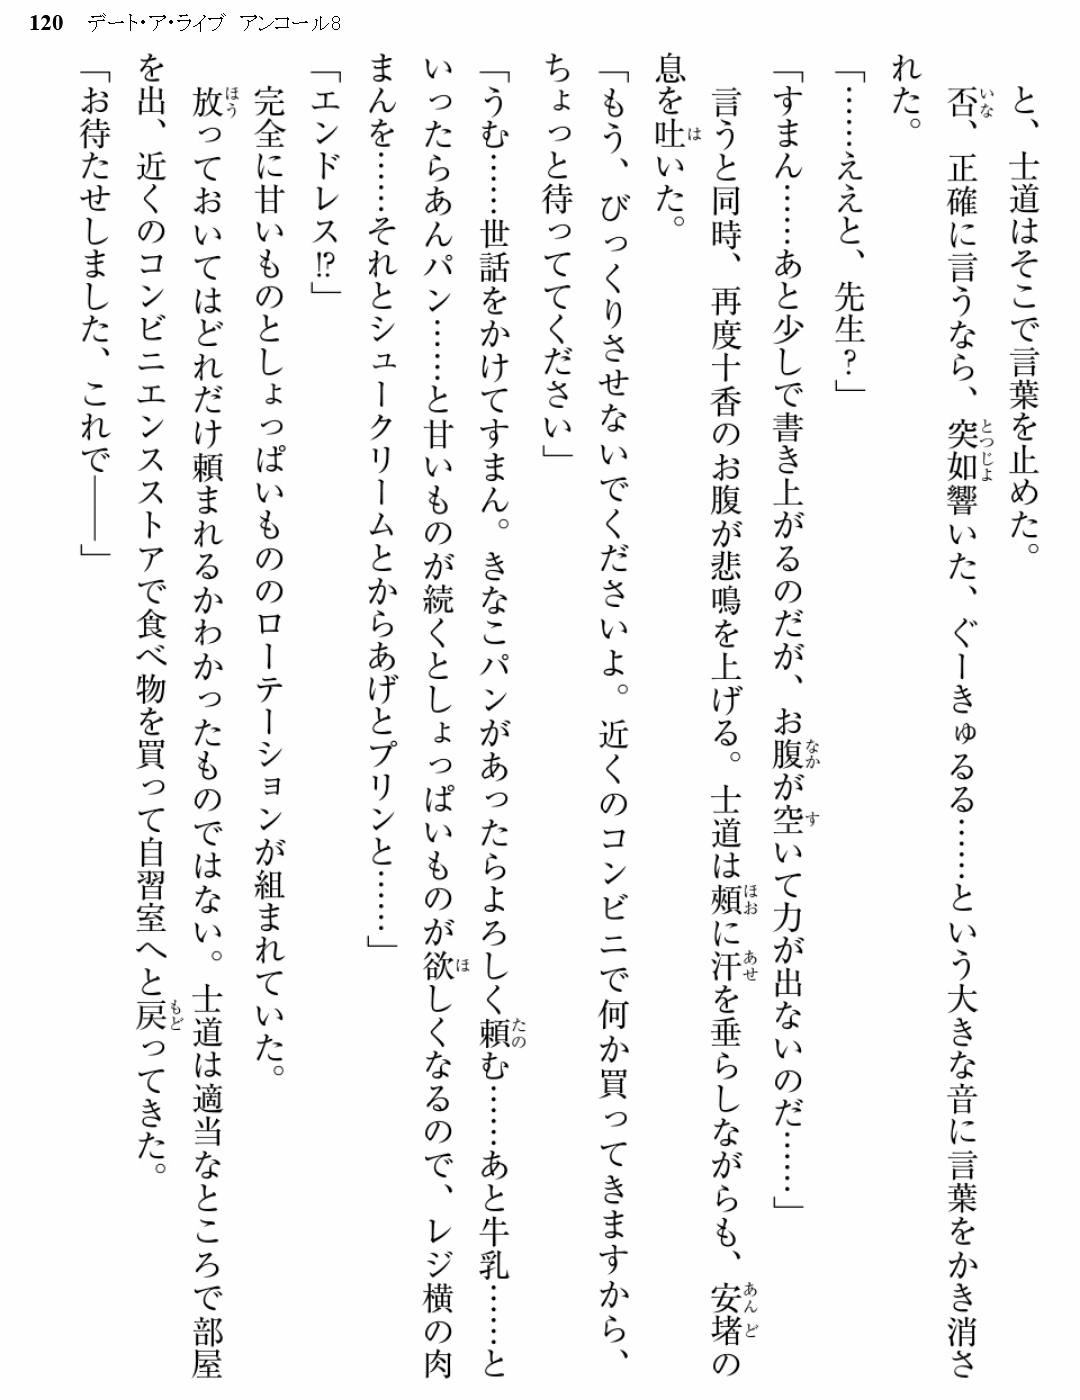 120 デート・ア・ライブ アンコール8
と、士道はそこで言葉を止めた。
否、正確に言うなら、突如響いた、ぐーきゅるる……という大きな音に言葉をかき消さ
れた。
「……ええと、先生？」
「すまん……あと少しで書き上がるのだが、お腹が空いて力が出ないのだ……」
言うと同時、再度十香のお腹が悲鳴を上げる。士道は頬に汗を垂らしながらも、安堵の
息を吐いた。
「もう、びっくりさせないでくださいよ。近くのコンビニで何か買ってきますから、
ちょっと待っててください」
「うむ……世話をかけてすまん。きなこパンがあったらよろしく頼む……あと牛乳……と
いったらあんパン……と甘いものが続くとしょっぱいものが欲しくなるので、レジ横の肉
まんを……それとシュークリームとからあげとプリンと……」
「エンドレス!?」
完全に甘いものとしょっぱいもののローテーションが組まれていた。
放っておいてはどれだけ頼まれるかわかったものではない。士道は適当なところで部屋
を出、近くのコンビニエンスストアで食べ物を買って自習室へと戻ってきた。
「お待たせしました、これで――」